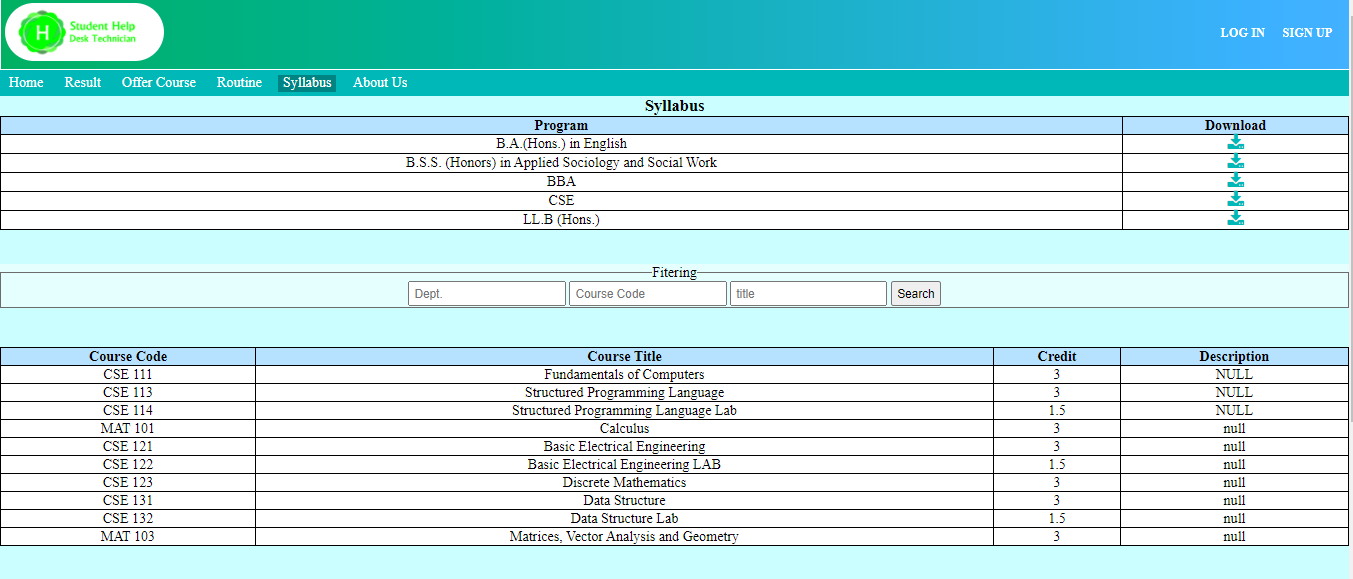 H Student Help
Desk Technician
LOG IN SIGN UP
Home Result Offer Course Routine Syllabus About Us
Syllabus
Program Download
B.A.(Hons.) in English
B.S.S. (Honors) in Applied Sociology and Social Work
BBA
CSE
LL.B (Hons.)
Fitering
Dept. Course Code title Search
Course Code Course Title Credit Description
CSE 111 Fundamentals of Computers 3 NULL
CSE 113 Structured Programming Language 3 NULL
CSE 114 Structured Programming Language Lab 1.5 NULL
MAT 101 Calculus 3 null
CSE 121 Basic Electrical Engineering 3 null
CSE 122 Basic Electrical Engineering LAB 1.5 null
CSE 123 Discrete Mathematics 3 null
CSE 131 Data Structure 3 null
CSE 132 Data Structure Lab 1.5 null
MAT 103 Matrices, Vector Analysis and Geometry 3 null